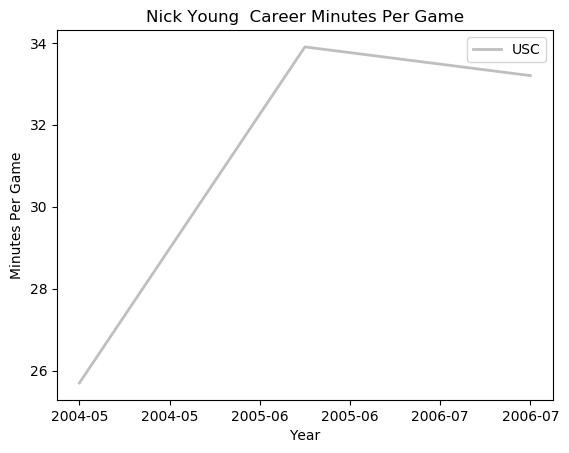 Nick Young  Career Minutes Per Game
USC
34
32
30
28
26
Minutes Per Game
2004-05 2004-05 2005-06 2005-06 2006-07 2006-07
Year